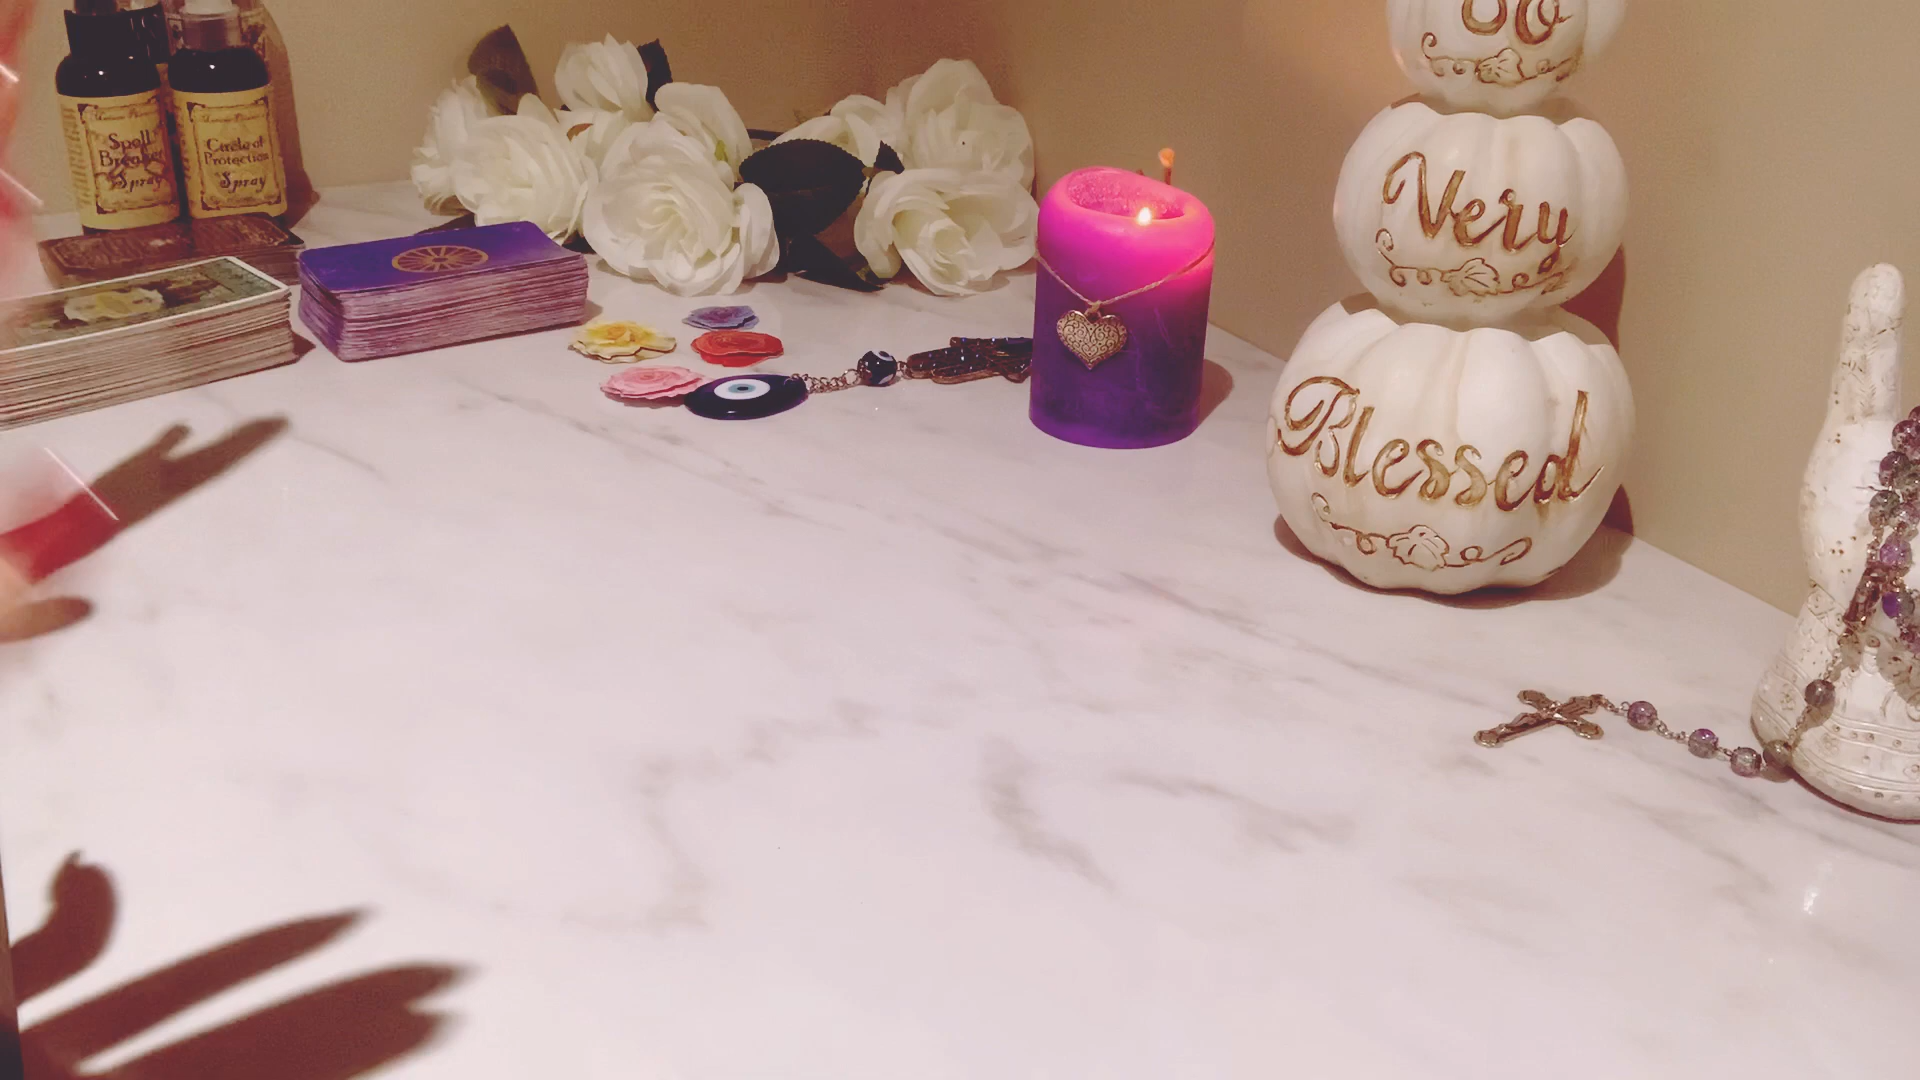 Spell
Breaker
Spray
Circle of
Protection
Spray
So
Very
Blessed